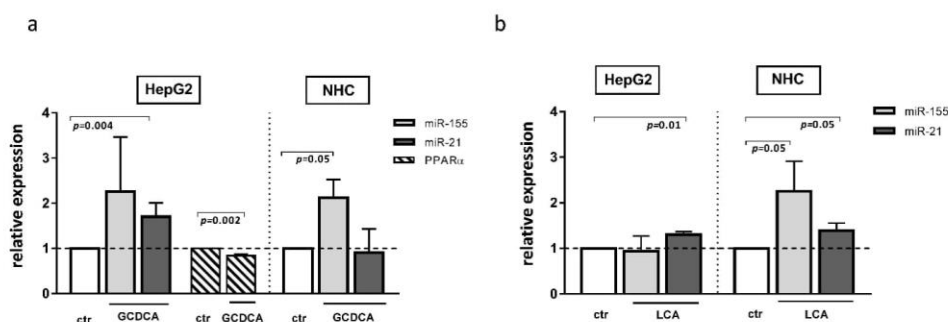 a
b
HepG2
NHC
relative expression
4
3
2
1
0
p=0.004
p=0.002
p=0.05
miR-155
miR-21
PPARα
ctr
GCDCA
ctr
GCDCA
ctr
GCDCA
HepG2
NHC
relative expression
4
3
2
1
0
p=0.01
p=0.05
p=0.05
miR-155
miR-21
ctr
LCA
ctr
LCA